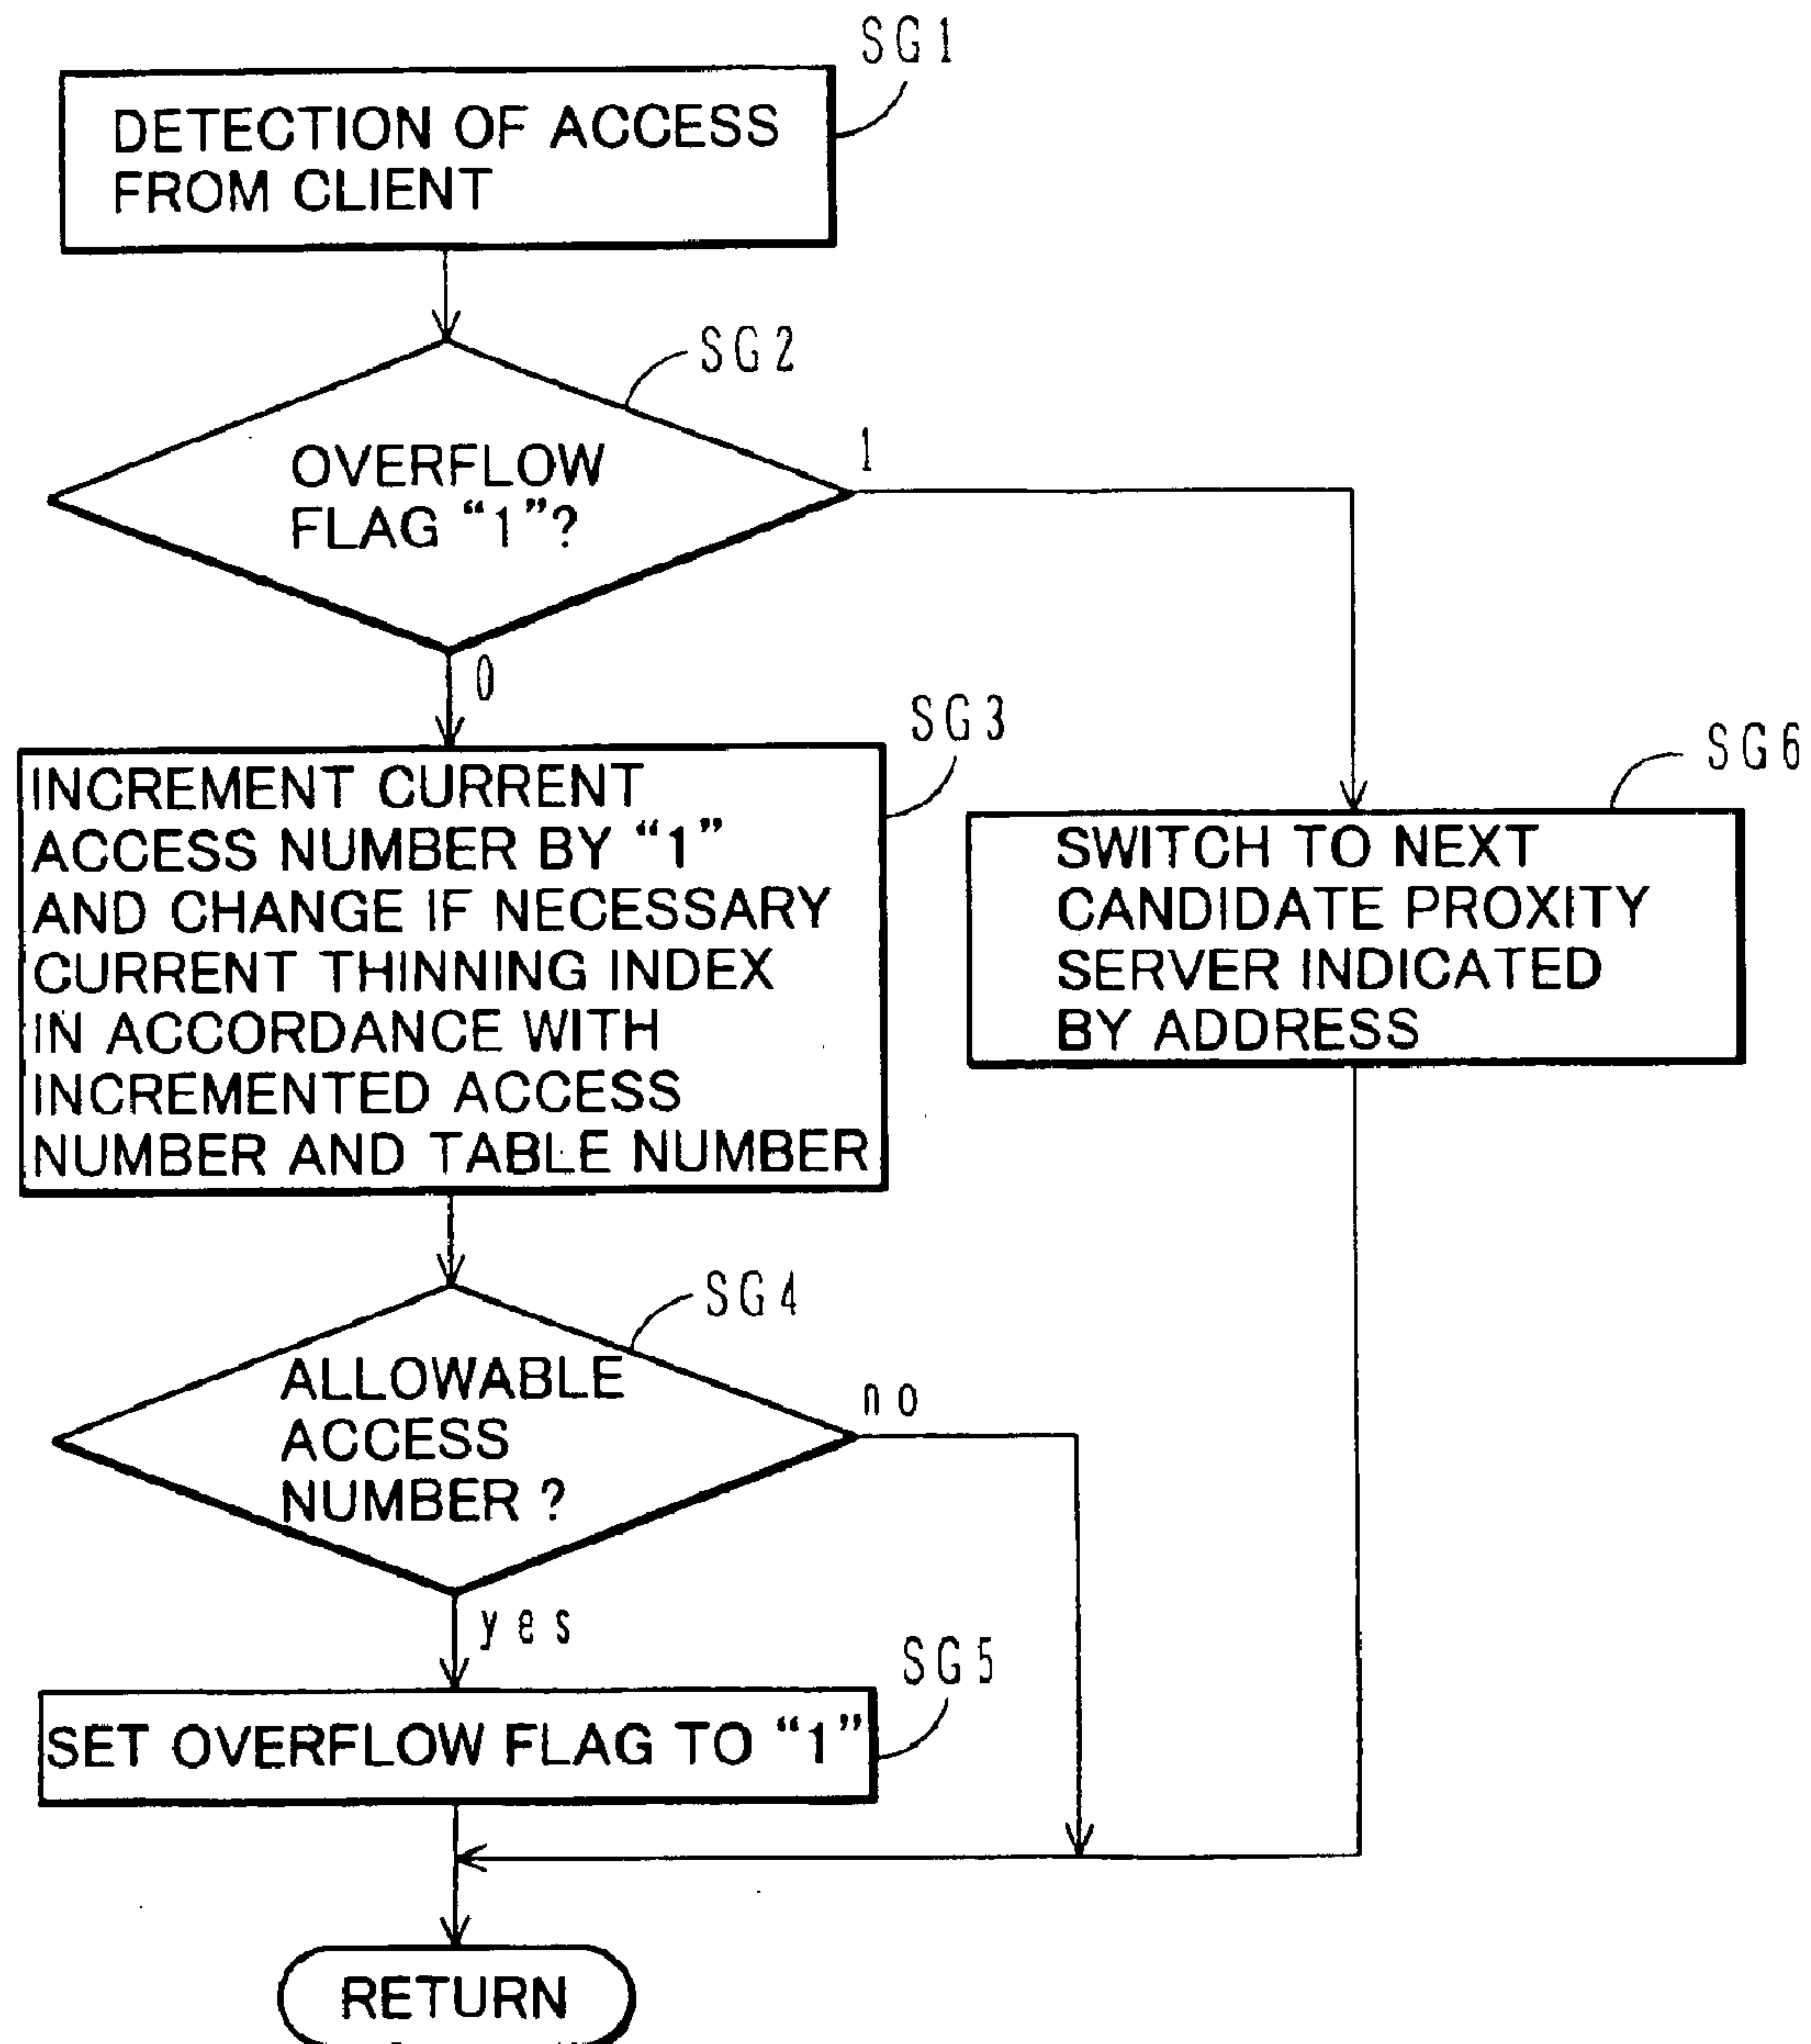 SG1
DETECTION OF ACCESS
FROM CLIENT
SG2
OVERFLOW
FLAG “1”?
1
0
SG3
INCREMENT CURRENT
ACCESS NUMBER BY “1”
AND CHANGE IF NECESSARY
CURRENT THINNING INDEX
IN ACCORDANCE WITH
INCREMENTED ACCESS
NUMBER AND TABLE NUMBER
SG6
SWITCH TO NEXT
CANDIDATE PROXITY
SERVER INDICATED
BY ADDRESS
SG4
ALLOWABLE
ACCESS
NUMBER ?
no
yes
SG5
SET OVERFLOW FLAG TO “1”
RETURN